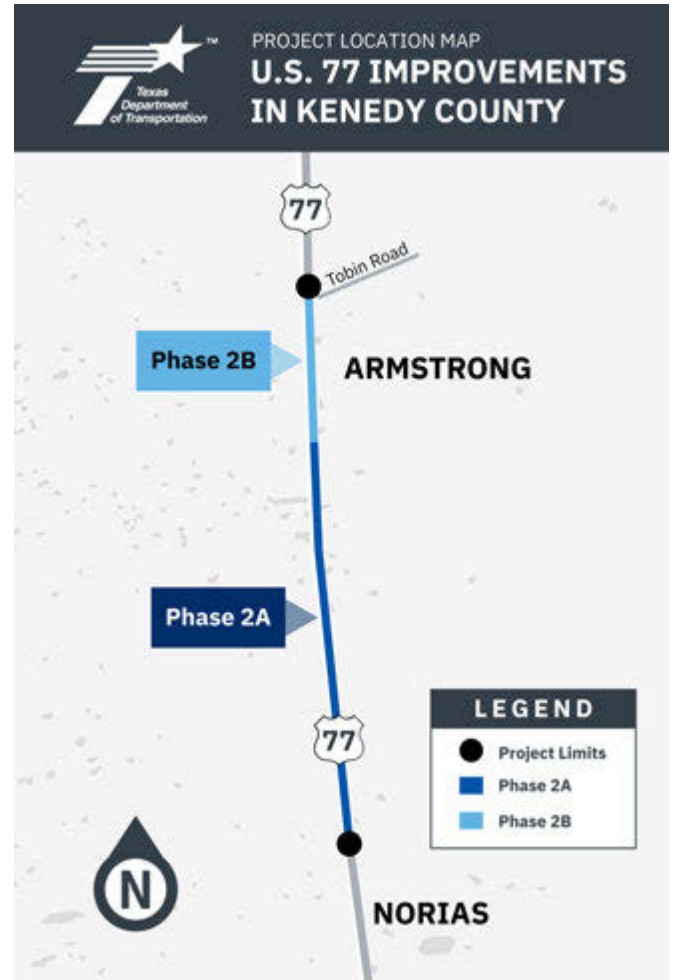 PROJECT LOCATION MAP
U.S. 77 IMPROVEMENTS
IN KENEDY COUNTY
TM
Texas
Department
of Transportation
77
Tobin Road
Phase 2B
ARMSTRONG
Phase 2A
77
LEGEND
Project Limits
Phase 2A
Phase 2B
N
NORIAS